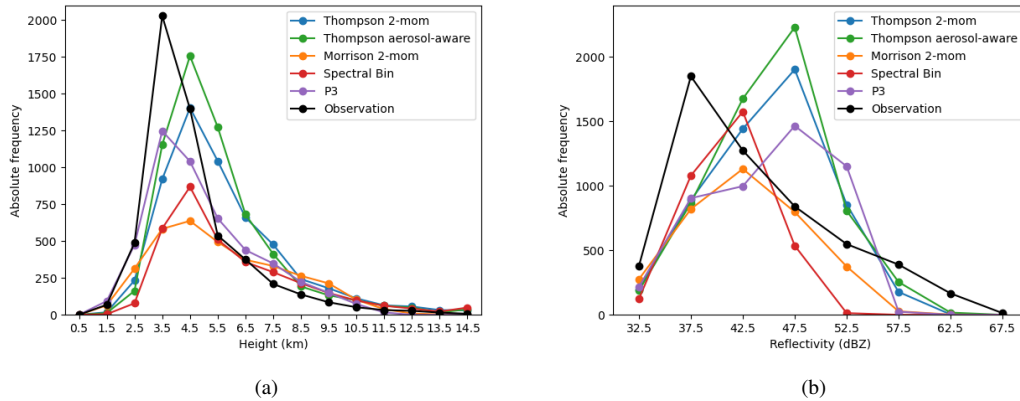 2000
1750
1500
1250
1000
750
500
250
0
Absolute frequency
Thompson 2-mom
Thompson aerosol-aware
Morrison 2-mom
Spectral Bin
P3
Observation
0.5 1.5 2.5 3.5 4.5 5.5 6.5 7.5 8.5 9.5 10.5 11.5 12.5 13.5 14.5
Height (km)
(a)
2000
1500
1000
500
0
Absolute frequency
Thompson 2-mom
Thompson aerosol-aware
Morrison 2-mom
Spectral Bin
P3
Observation
32.5 37.5 42.5 47.5 52.5 57.5 62.5 67.5
Reflectivity (dBZ)
(b)